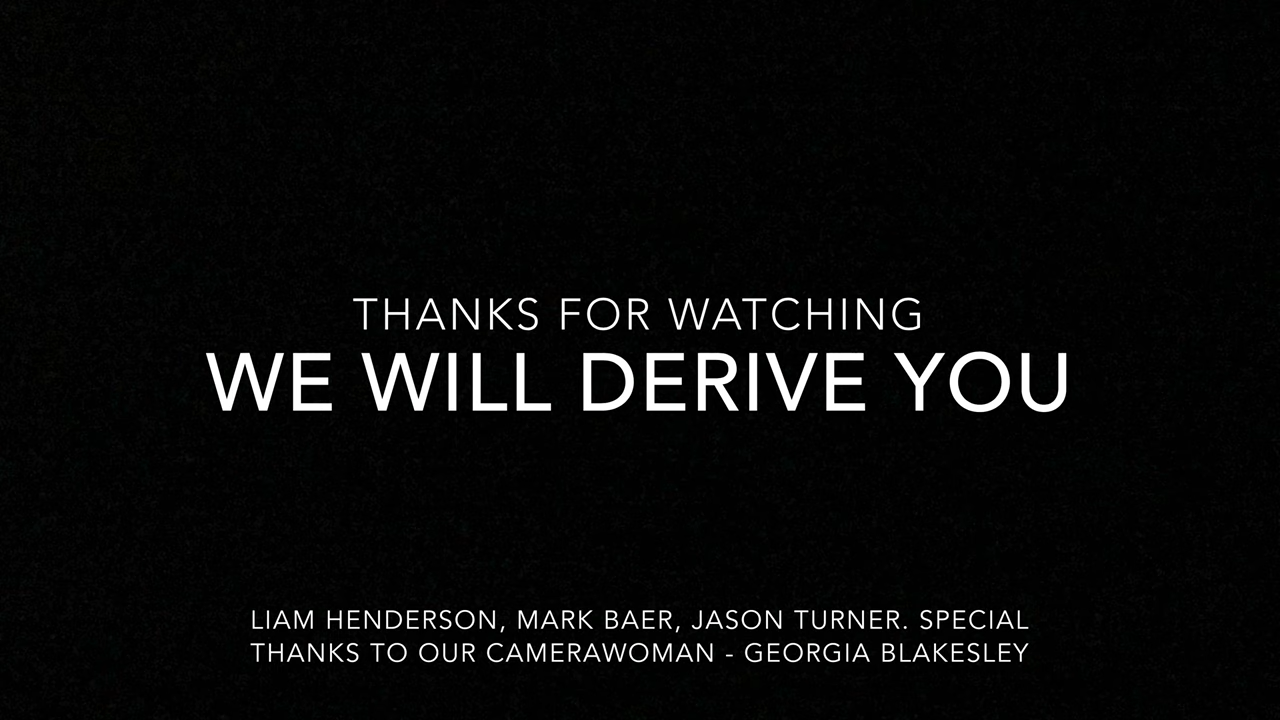 THANKS FOR WATCHING
WE WILL DERIVE YOU
LIAM HENDERSON, MARK BAER, JASON TURNER. SPECIAL
THANKS TO OUR CAMERAWOMAN - GEORGIA BLAKESLEY